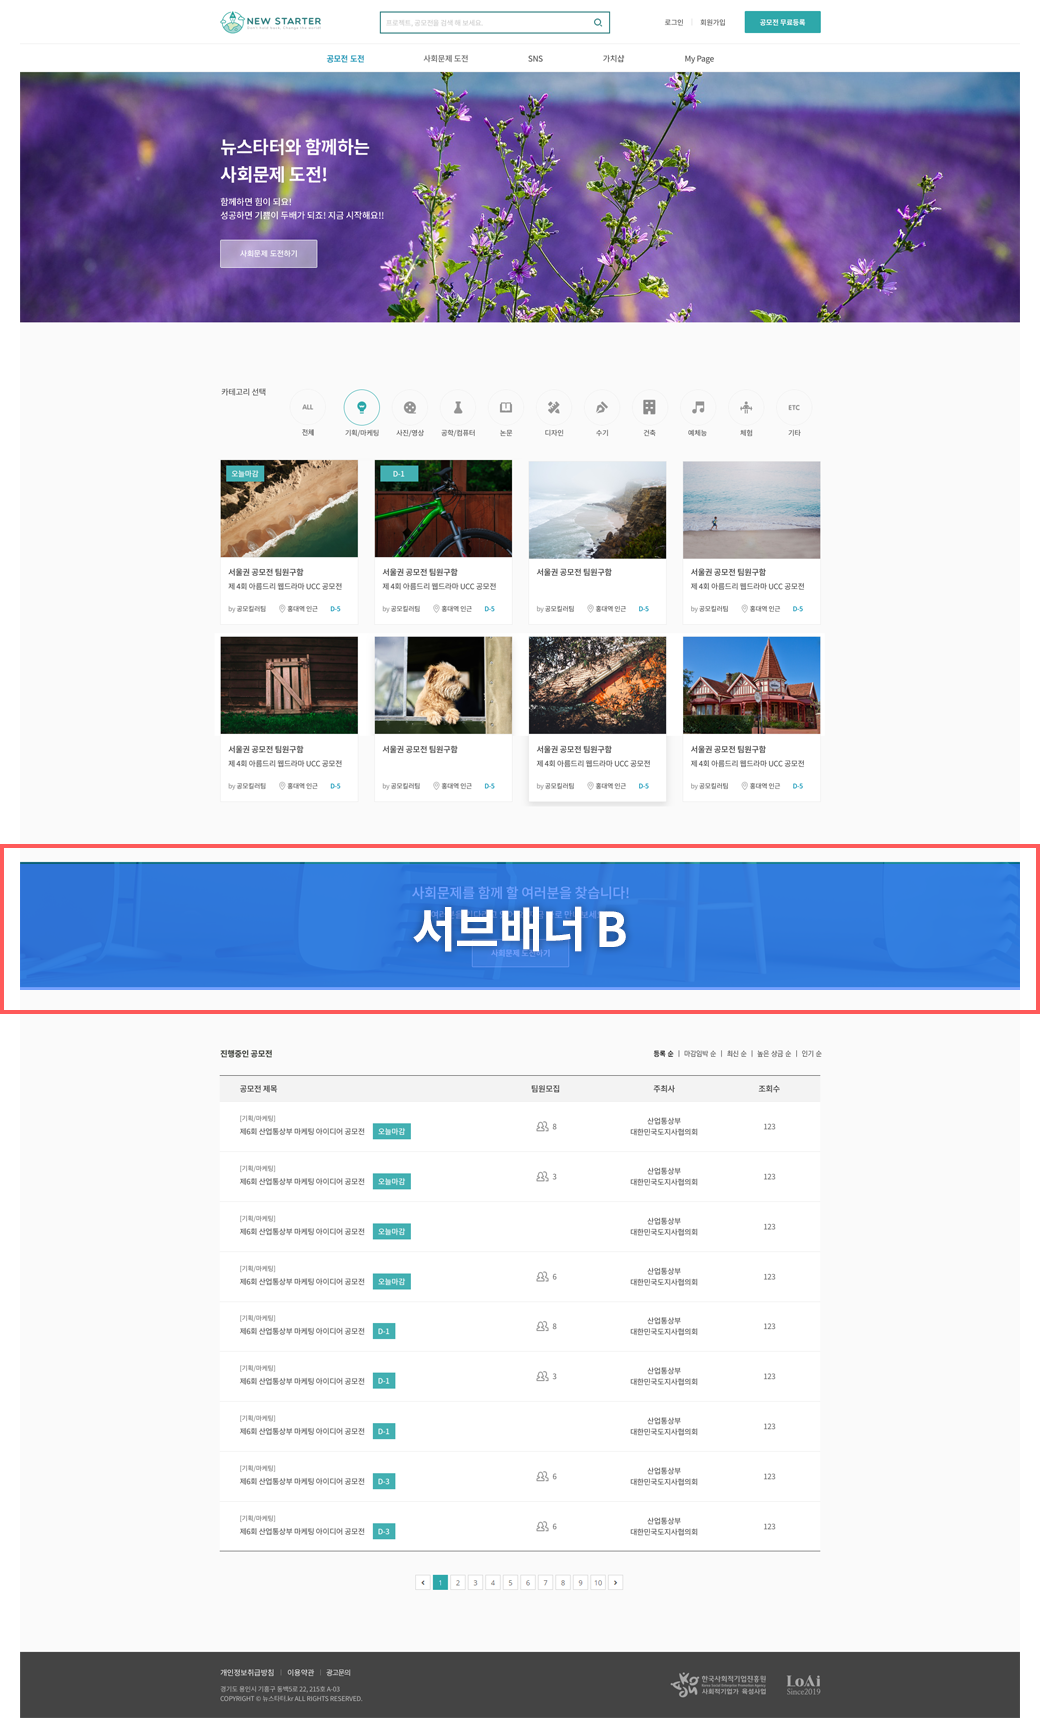 NEW STARTER
프로젝트, 공모전을 검색 해 보세요.
로그인 | 회원가입
공모전 무료등록
공모전 도전 사회문제 도전 SNS 가치샵 My Page
뉴스타터와 함께하는
사회문제 도전!
함께하면 힘이 되요!
성공하면 기쁨이 두배가 되죠! 지금 시작해요!!
사회문제 도전하기
카테고리 선택
ALL ETC
전체 기획/마케팅 사진/영상 공학/컴퓨터 논문 디자인 수기 건축 예체능 체험 기타
오늘마감 D-1
서울권 공모전 팀원구함 서울권 공모전 팀원구함 서울권 공모전 팀원구함 서울권 공모전 팀원구함
제 4회 아름드리 웹드라마 UCC 공모전 제 4회 아름드리 웹드라마 UCC 공모전 제 4회 아름드리 웹드라마 UCC 공모전
by 공모킬러팀 홍대역 인근 D-5 by 공모킬러팀 홍대역 인근 D-5 by 공모킬러팀 홍대역 인근 D-5 by 공모킬러팀 홍대역 인근 D-5
서울권 공모전 팀원구함 서울권 공모전 팀원구함 서울권 공모전 팀원구함 서울권 공모전 팀원구함
제 4회 아름드리 웹드라마 UCC 공모전 제 4회 아름드리 웹드라마 UCC 공모전 제 4회 아름드리 웹드라마 UCC 공모전
by 공모킬러팀 홍대역 인근 D-5 by 공모킬러팀 홍대역 인근 D-5 by 공모킬러팀 홍대역 인근 D-5 by 공모킬러팀 홍대역 인근 D-5
사회문제를 함께 할 여러분을 찾습니다!
서브배너 B
사회문제 도전하기
진행중인 공모전
등록 순 | 마감임박 순 | 최신 순 | 높은 상금 순 | 인기 순
공모전 제목 팀원모집 주최사 조회수
[기획/마케팅]
제6회 산업통상부 마케팅 아이디어 공모전 오늘마감 8 산업통상부 대한민국도지사협의회 123
[기획/마케팅]
제6회 산업통상부 마케팅 아이디어 공모전 오늘마감 3 산업통상부 대한민국도지사협의회 123
[기획/마케팅]
제6회 산업통상부 마케팅 아이디어 공모전 오늘마감 산업통상부 대한민국도지사협의회 123
[기획/마케팅]
제6회 산업통상부 마케팅 아이디어 공모전 오늘마감 6 산업통상부 대한민국도지사협의회 123
[기획/마케팅]
제6회 산업통상부 마케팅 아이디어 공모전 D-1 8 산업통상부 대한민국도지사협의회 123
[기획/마케팅]
제6회 산업통상부 마케팅 아이디어 공모전 D-1 3 산업통상부 대한민국도지사협의회 123
[기획/마케팅]
제6회 산업통상부 마케팅 아이디어 공모전 D-1 산업통상부 대한민국도지사협의회 123
[기획/마케팅]
제6회 산업통상부 마케팅 아이디어 공모전 D-3 6 산업통상부 대한민국도지사협의회 123
[기획/마케팅]
제6회 산업통상부 마케팅 아이디어 공모전 D-3 6 산업통상부 대한민국도지사협의회 123
1 2 3 4 5 6 7 8 9 10
개인정보취급방침 | 이용약관 | 광고문의
경기도 용인시 기흥구 동백5로 22, 215호 A-03
COPYRIGHT © 뉴스타터.kr ALL RIGHTS RESERVED.
한국사회적기업진흥원
사회적기업가 육성사업
LoAi
Since2019